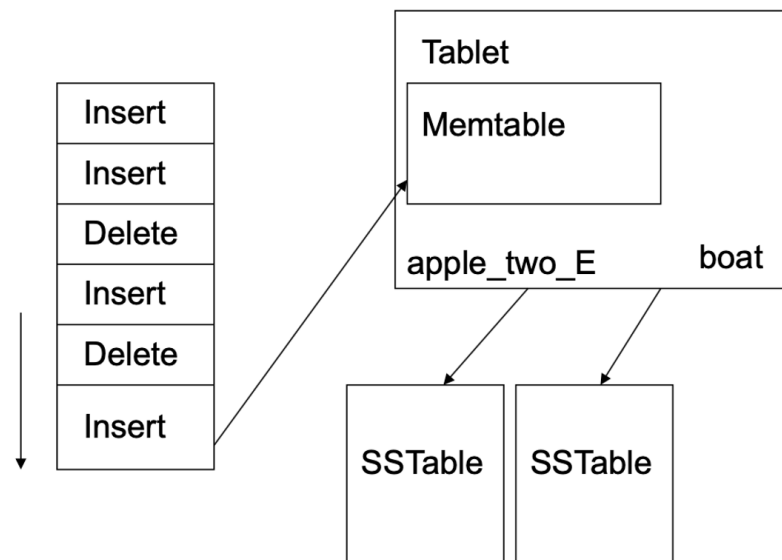 Insert
Insert
Delete
Insert
Delete
Insert
Tablet
Memtable
apple_two_E boat
SSTable SSTable